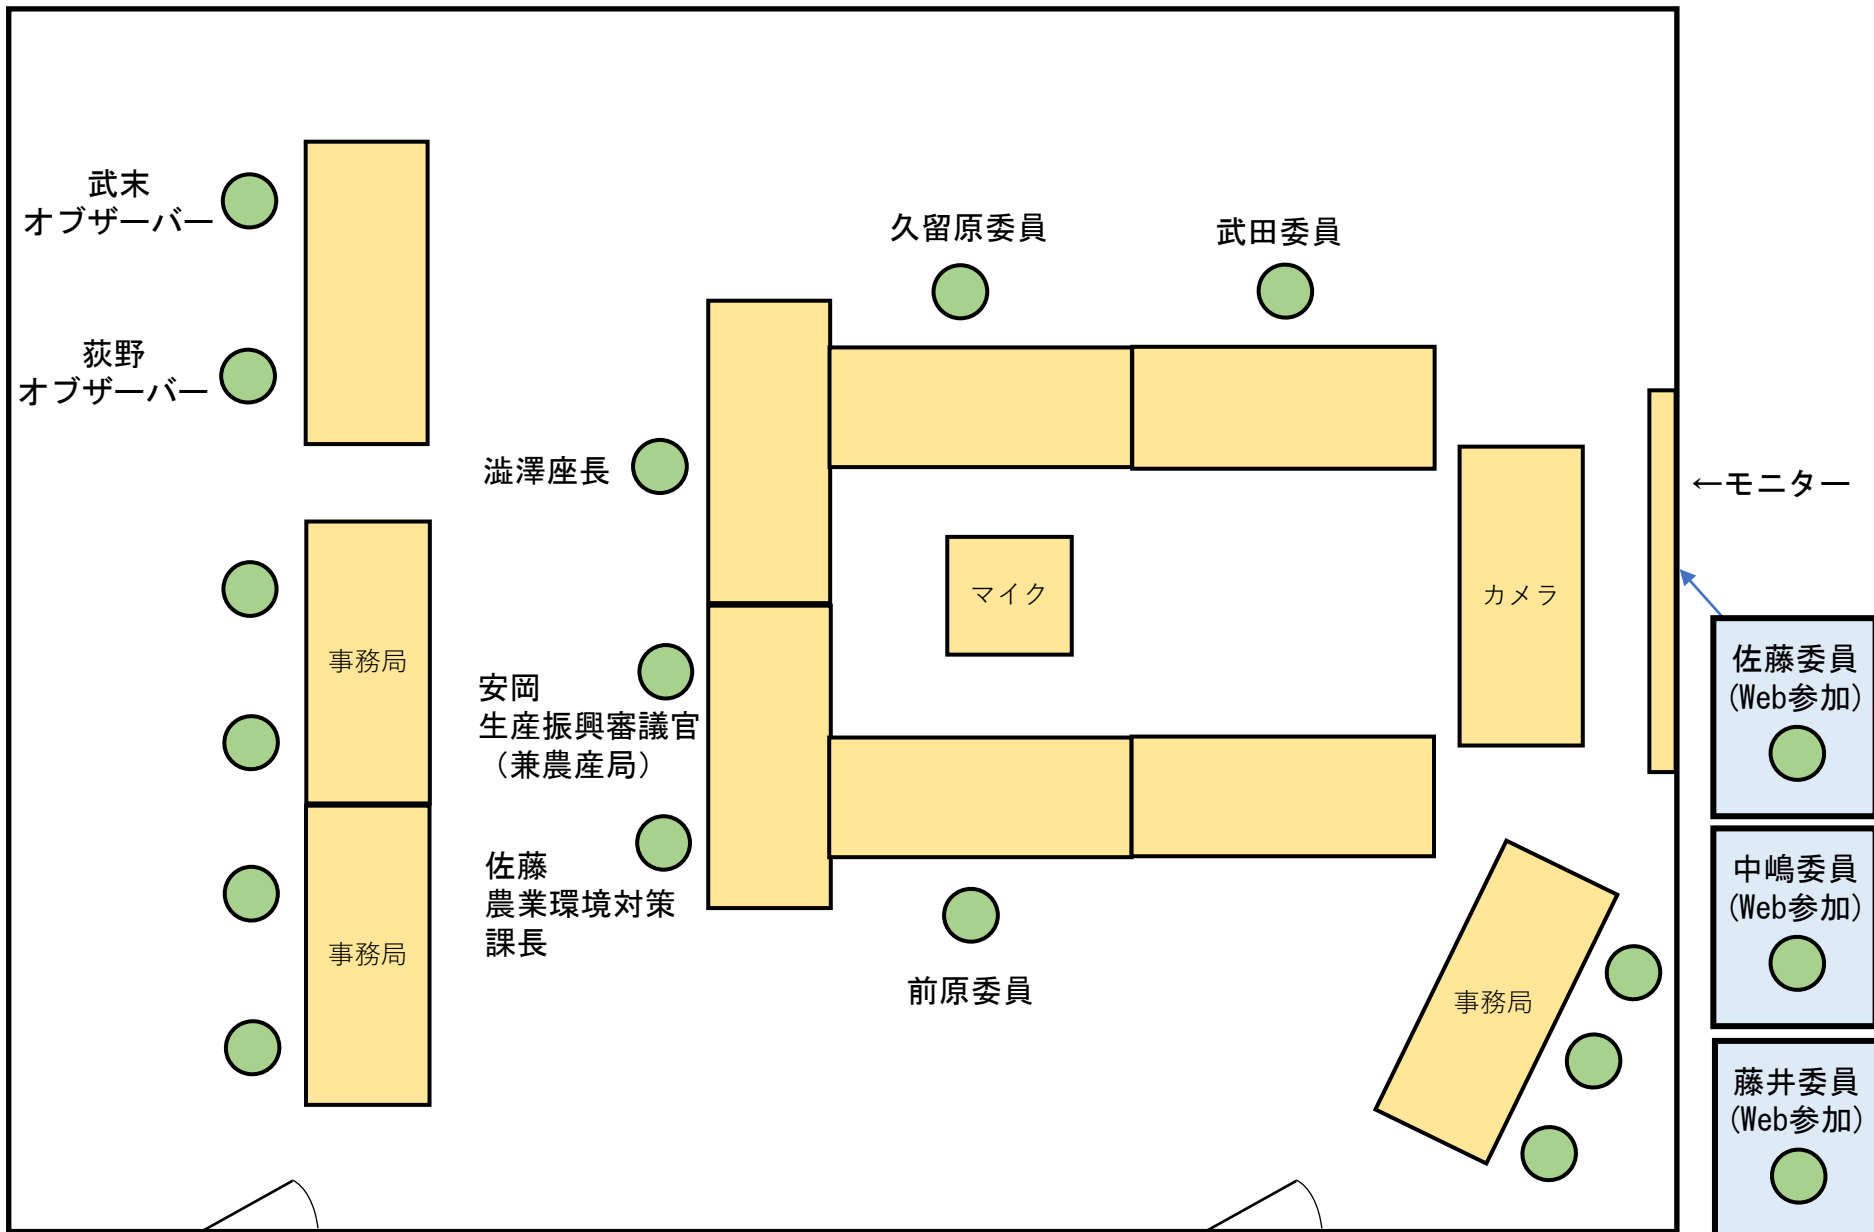 武末
オブザーバー
荻野
オブザーバー
久留原委員
武田委員
澁澤座長
←モニター
マイク
カメラ
事務局
安岡
生産振興審議官
（兼農産局）
佐藤委員
(Web参加)
佐藤
農業環境対策
課長
中嶋委員
(Web参加)
事務局
前原委員
事務局
藤井委員
(Web参加)